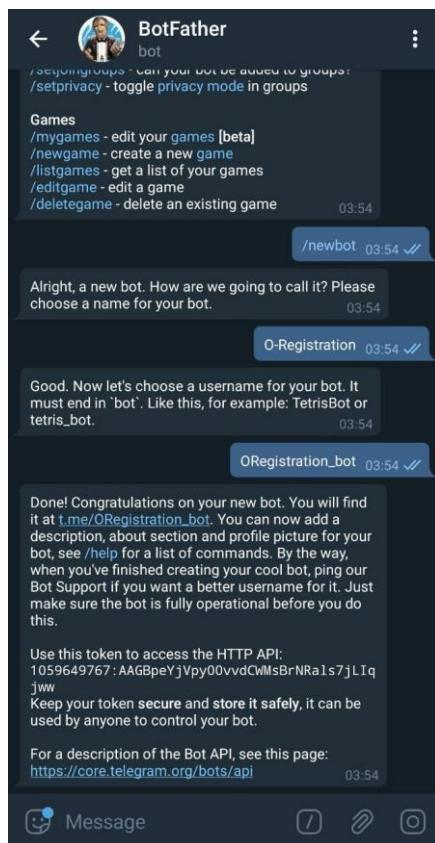 BotFather
bot
/setjoingroups - can your bot be added to groups?
/setprivacy - toggle privacy mode in groups
Games
/mygames - edit your games [beta]
/newgame - create a new game
/listgames - get a list of your games
/editgame - edit a game
/deletegame - delete an existing game
03:54
/newbot 03:54
Alright, a new bot. How are we going to call it? Please
choose a name for your bot.
03:54
O-Registration 03:54
Good. Now let's choose a username for your bot. It
must end in `bot`. Like this, for example: TetrisBot or
tetris_bot.
03:54
ORegistration_bot 03:54
Done! Congratulations on your new bot. You will find
it at t.me/ORegistration_bot. You can now add a
description, about section and profile picture for your
bot, see /help for a list of commands. By the way,
when you've finished creating your cool bot, ping our
Bot Support if you want a better username for it. Just
make sure the bot is fully operational before you do
this.
Use this token to access the HTTP API:
1059649767:AAGBpeYjVpyO0vvdCWMsBrNRals7jLIq
jww
Keep your token secure and store it safely, it can be
used by anyone to control your bot.
For a description of the Bot API, see this page:
https://core.telegram.org/bots/api
03:54
Message